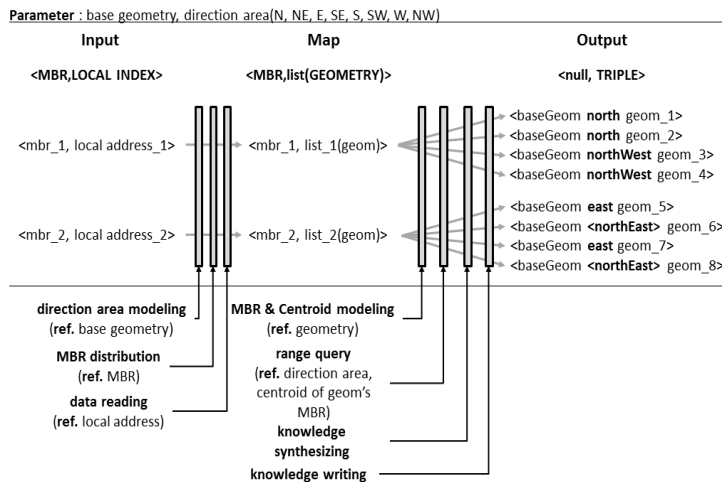 Parameter : base geometry, direction area(N, NE, E, SE, S, SW, W, NW)
Input
Map
Output
<MBR,LOCAL INDEX>
<MBR,list(GEOMETRY)>
<null, TRIPLE>
<mbr_1, local address_1>
<mbr_1, list_1(geom)>
<baseGeom north geom_1>
<baseGeom north geom_2>
<baseGeom northWest geom_3>
<baseGeom northWest geom_4>
<mbr_2, local address_2>
<mbr_2, list_2(geom)>
<baseGeom east geom_5>
<baseGeom <northEast> geom_6>
<baseGeom east geom_7>
<baseGeom <northEast> geom_8>
direction area modeling
(ref. base geometry)
MBR distribution
(ref. MBR)
data reading
(ref. local address)
MBR & Centroid modeling
(ref. geometry)
range query
(ref. direction area,
centroid of geom's
MBR)
knowledge
synthesizing
knowledge writing